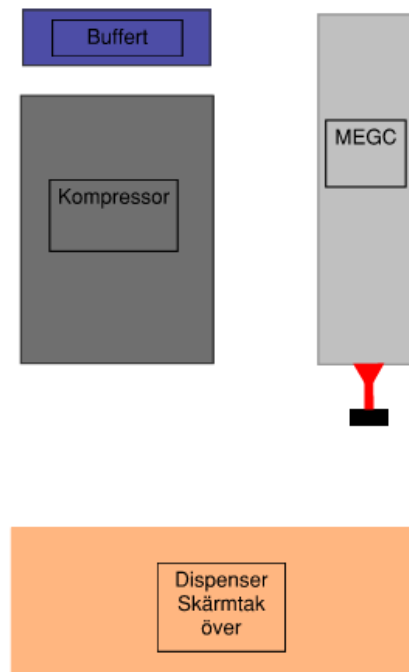 Buffert
MEGC
Kompressor
Dispenser
Skärmtak
över